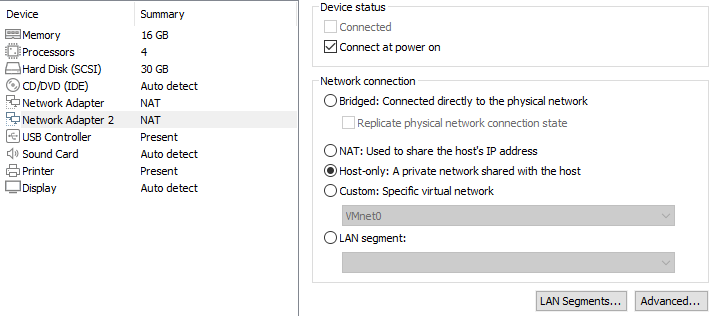 Device Summary
Memory 16 GB
Processors 4
Hard Disk (SCSI) 30 GB
CD/DVD (IDE) Auto detect
Network Adapter NAT
Network Adapter 2 NAT
USB Controller Present
Sound Card Auto detect
Printer Present
Display Auto detect
Device status
Connected
Connect at power on
Network connection
Bridged: Connected directly to the physical network
Replicate physical network connection state
NAT: Used to share the host's IP address
Host-only: A private network shared with the host
Custom: Specific virtual network
VMnet0
LAN segment:
LAN Segments... Advanced...